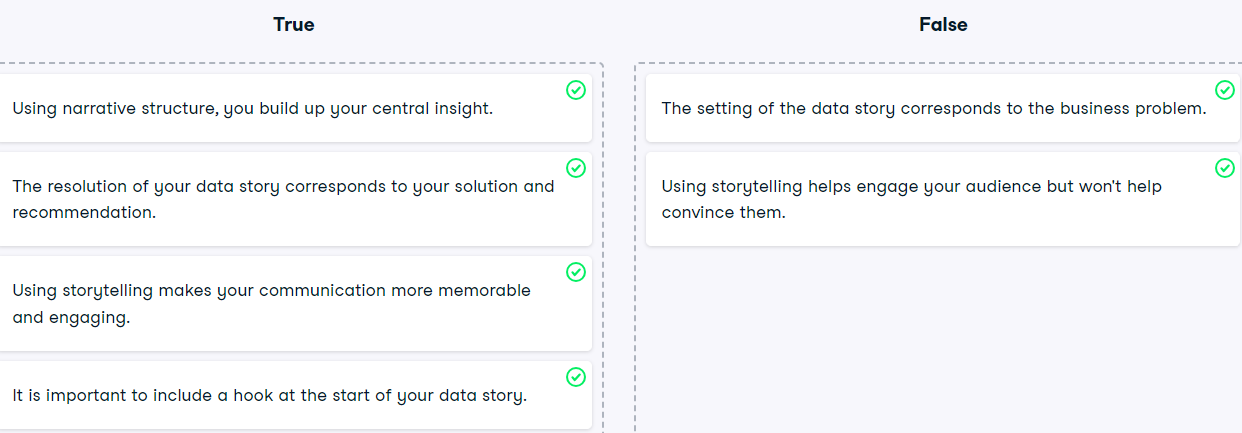 True
False
Using narrative structure, you build up your central insight.
The resolution of your data story corresponds to your solution and
recommendation.
Using storytelling makes your communication more memorable
and engaging.
It is important to include a hook at the start of your data story.
The setting of the data story corresponds to the business problem.
Using storytelling helps engage your audience but won't help
convince them.